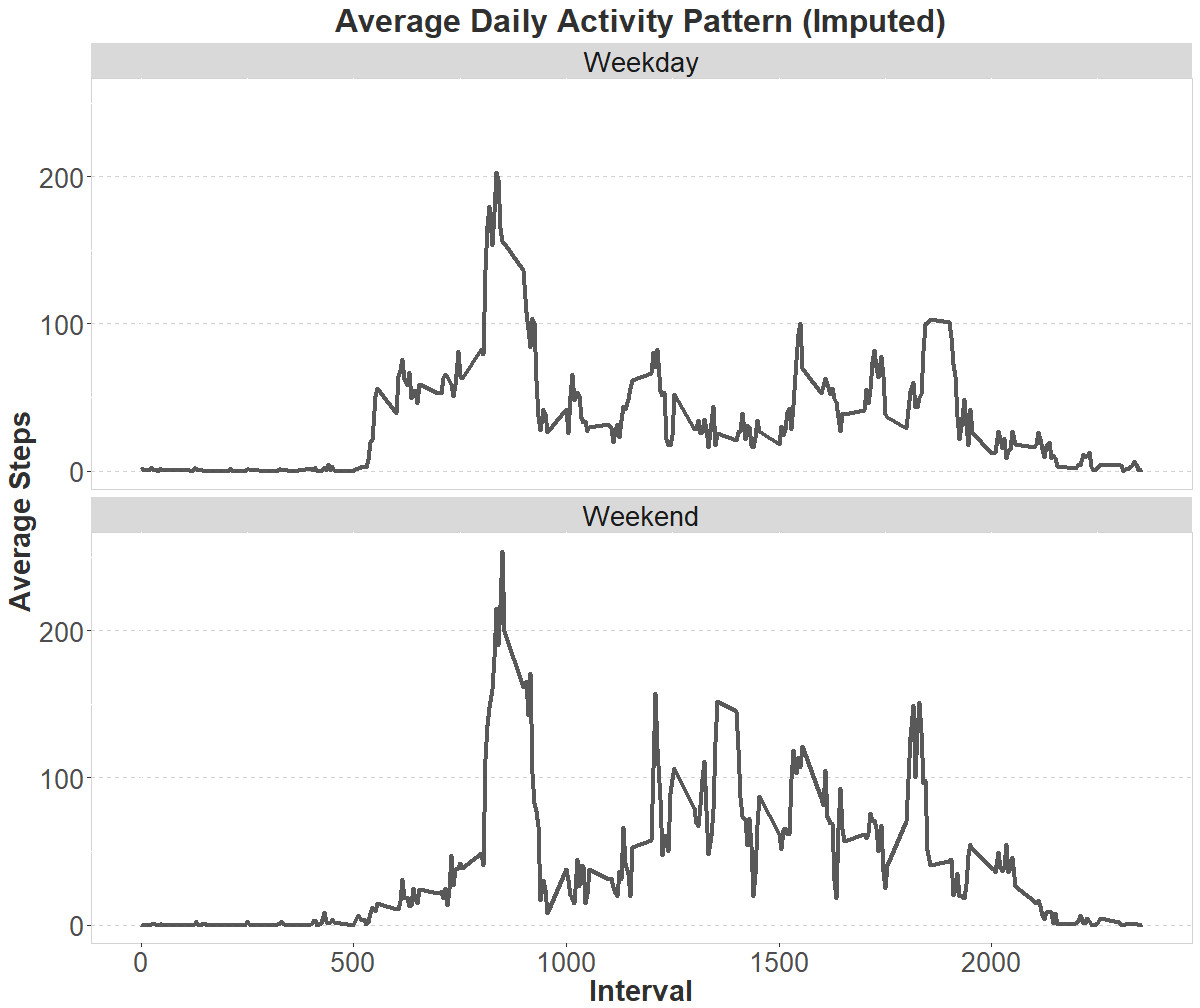 Average Daily Activity Pattern (Imputed)
Weekday
200
100
0
Weekend
200
100
0
0 500 1000 1500 2000
Interval
Average Steps